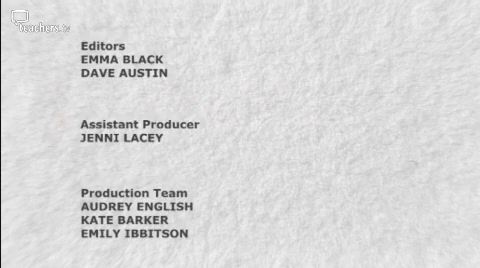 Teachers.tv
Editors
EMMA BLACK
DAVE AUSTIN
Assistant Producer
JENNI LACEY
Production Team
AUDREY ENGLISH
KATE BARKER
EMILY IBBITSON